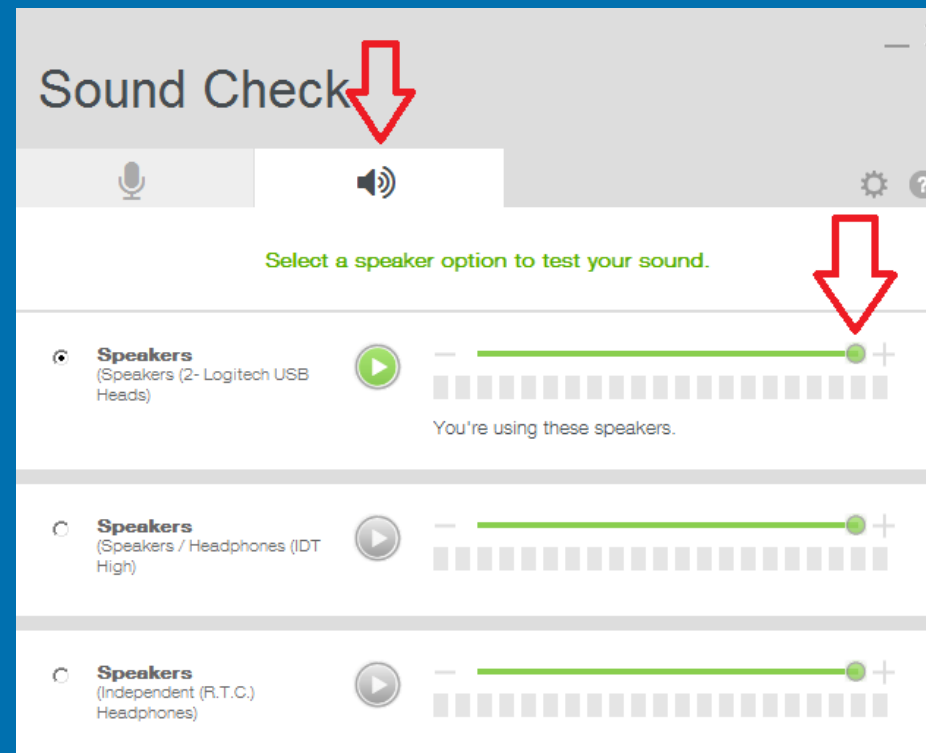 Sound Check
Select a speaker option to test your sound.
Speakers
(Speakers (2- Logitech USB
Heads)
You're using these speakers.
Speakers
(Speakers / Headphones (IDT
High)
Speakers
(Independent (R.T.C.)
Headphones)